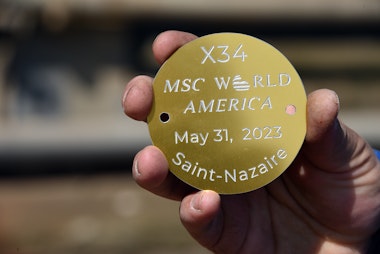 X34
MSC WORLD
AMERICA
May 31, 2023
Saint-Nazaire